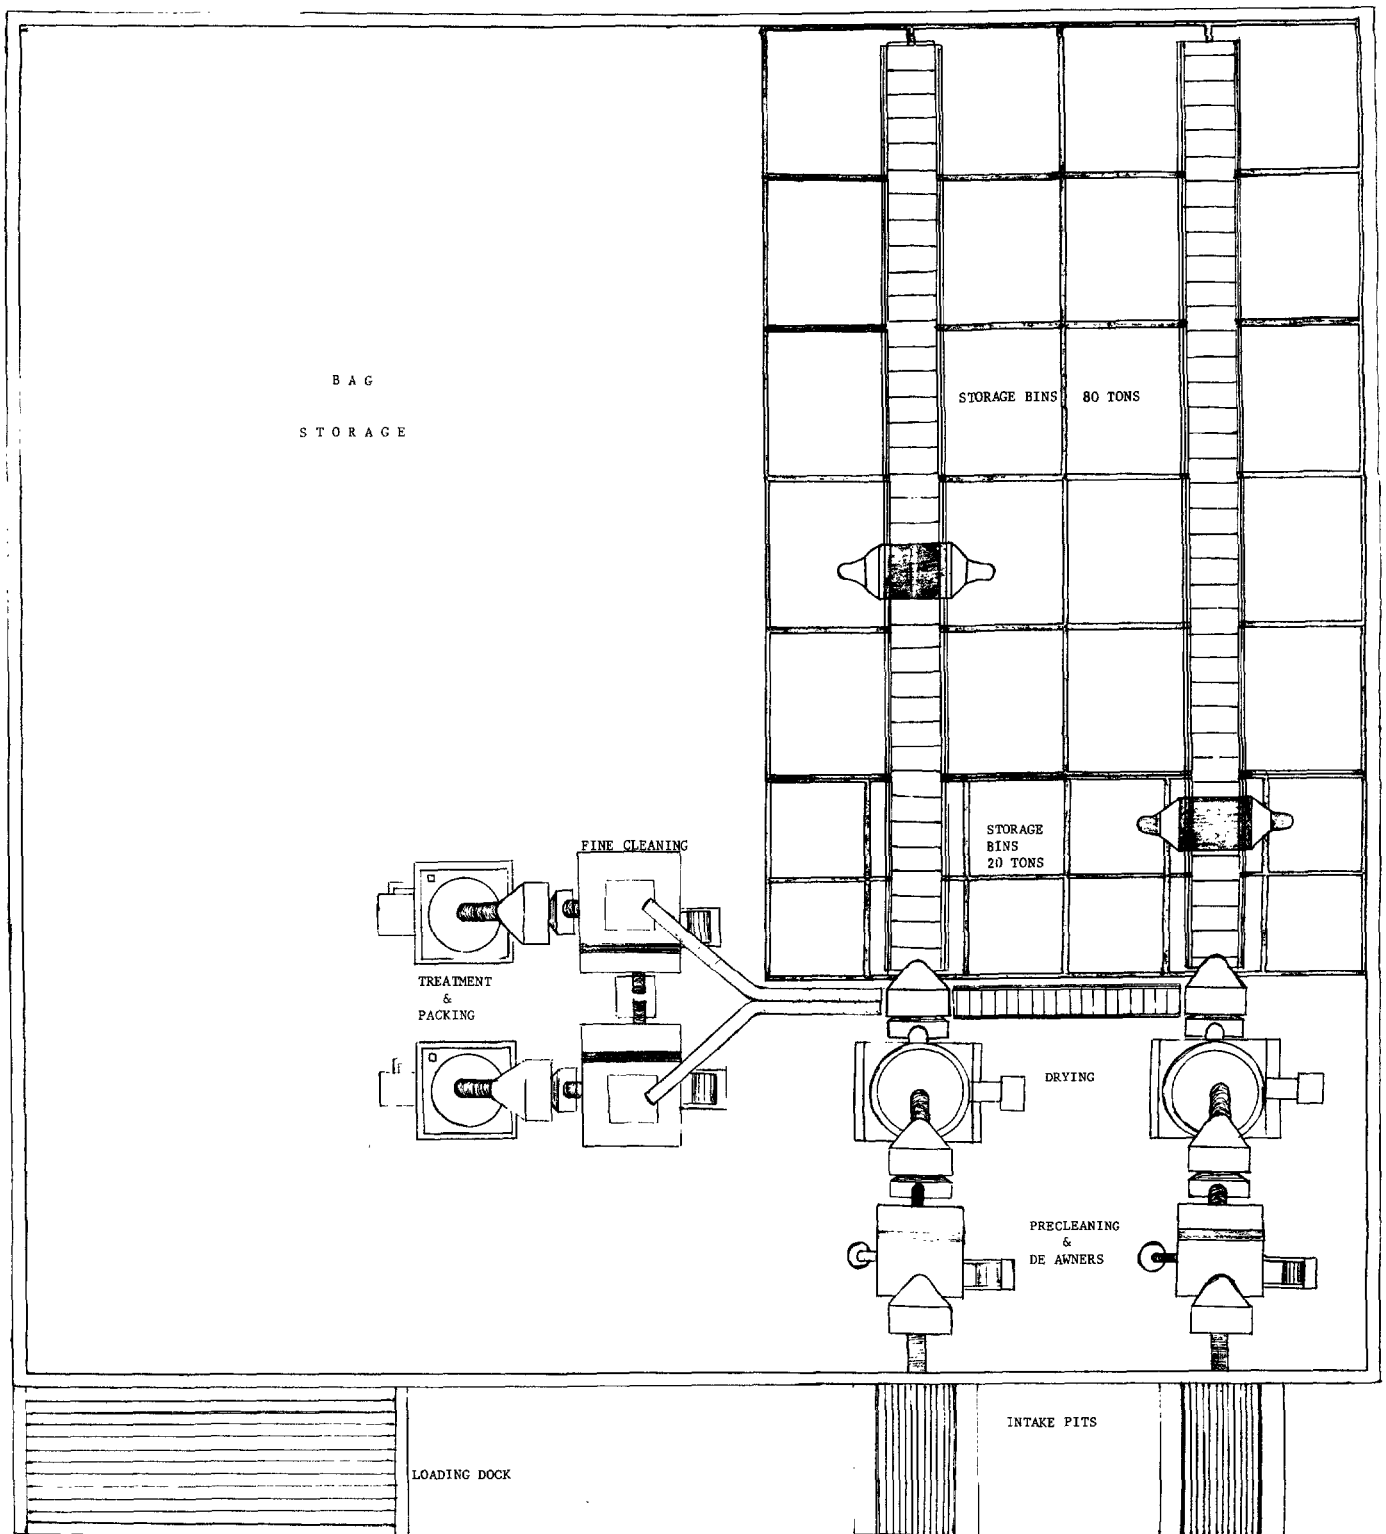 B A G
S T O R A G E
STORAGE BINS 80 TONS
STORAGE
BINS
20 TONS
FINE CLEANING
TREATMENT
&
PACKING
DRYING
PRECLEANING
&
DE AWNERS
INTAKE PITS
LOADING DOCK